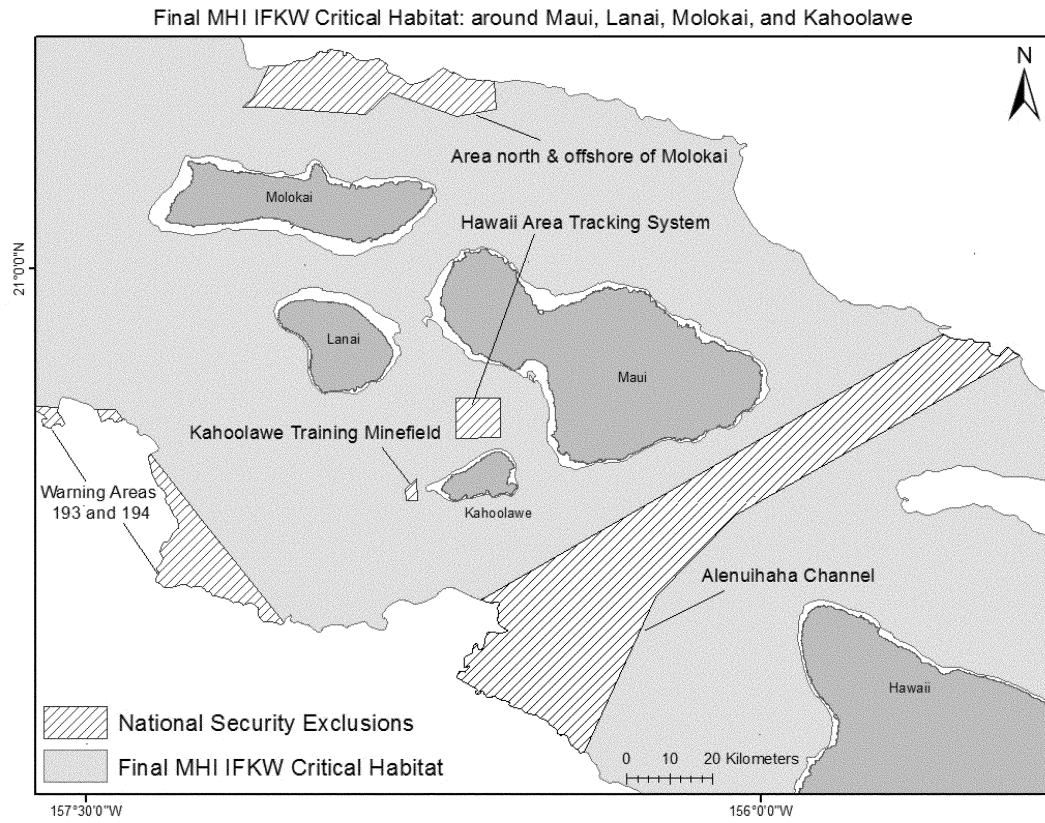 Final MHI IFKW Critical Habitat: around Maui, Lanai, Molokai, and Kahoolawe
N
Area north & offshore of Molokai
Molokai
Hawaii Area Tracking System
21°0'0"N
Lanai
Maui
Kahoolawe Training Minefield
Warning Areas
193 and 194
Kahoolawe
Alenuihaha Channel
Hawaii
National Security Exclusions
Final MHI IFKW Critical Habitat
0 10 20 Kilometers
157°30'0"W
156°0'0"W